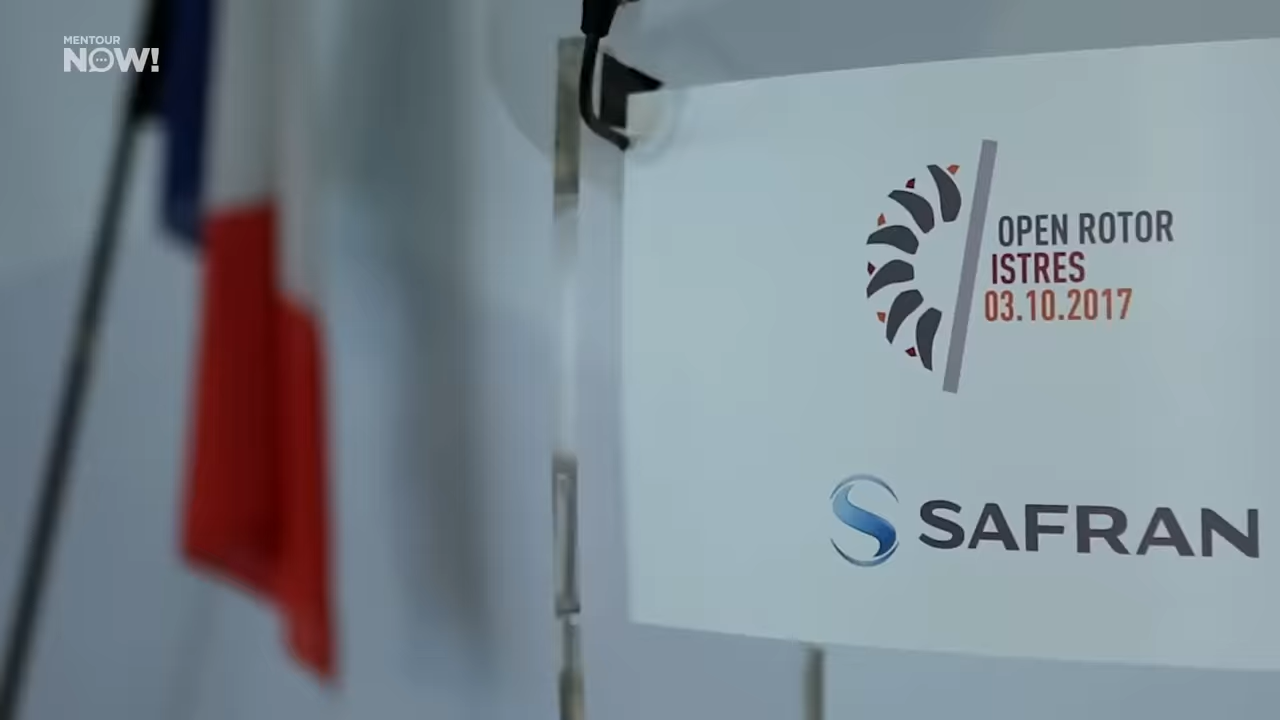 MENTOUR
NOW!
OPEN ROTOR
ISTRES
03.10.2017
SAFRAN